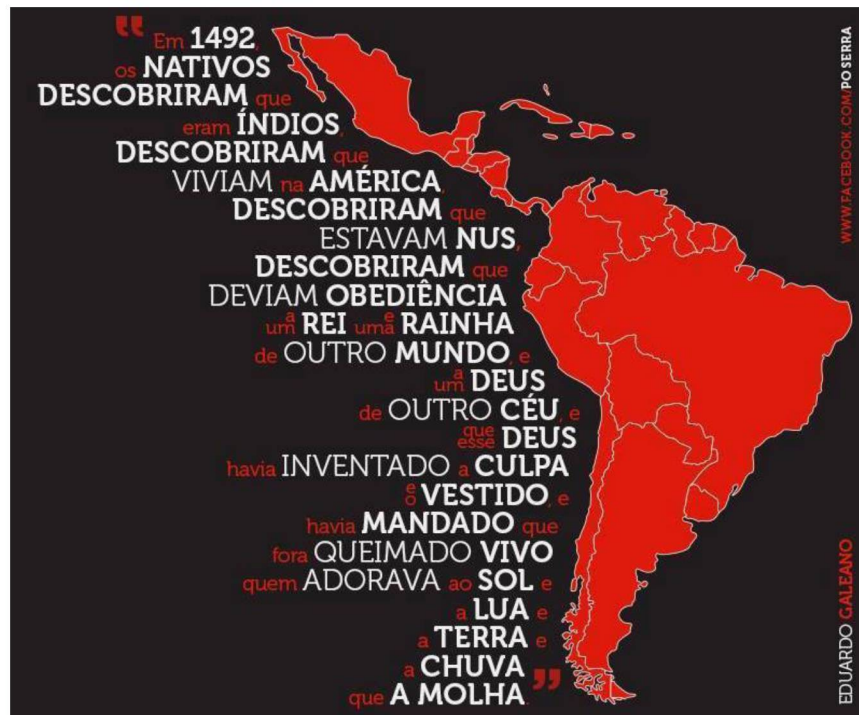 “ Em 1492,
os NATIVOS
DESCOBRIRAM que
eram ÍNDIOS,
DESCOBRIRAM que
VIVIAM na AMÉRICA,
DESCOBRIRAM que
ESTAVAM NUS,
DESCOBRIRAM que
DEVIAM OBEDIÊNCIA
a um REI e uma RAINHA
de OUTRO MUNDO, e
a um DEUS
de OUTRO CÉU, e
que esse DEUS
havia INVENTADO a CULPA
e o VESTIDO, e
havia MANDADO que
fora QUEIMADO VIVO
quem ADORAVA ao SOL e
a LUA e
a TERRA e
a CHUVA
que A MOLHA. ”
WWW.FACEBOOK.COM/PO SERRA
EDUARDO GALEANO